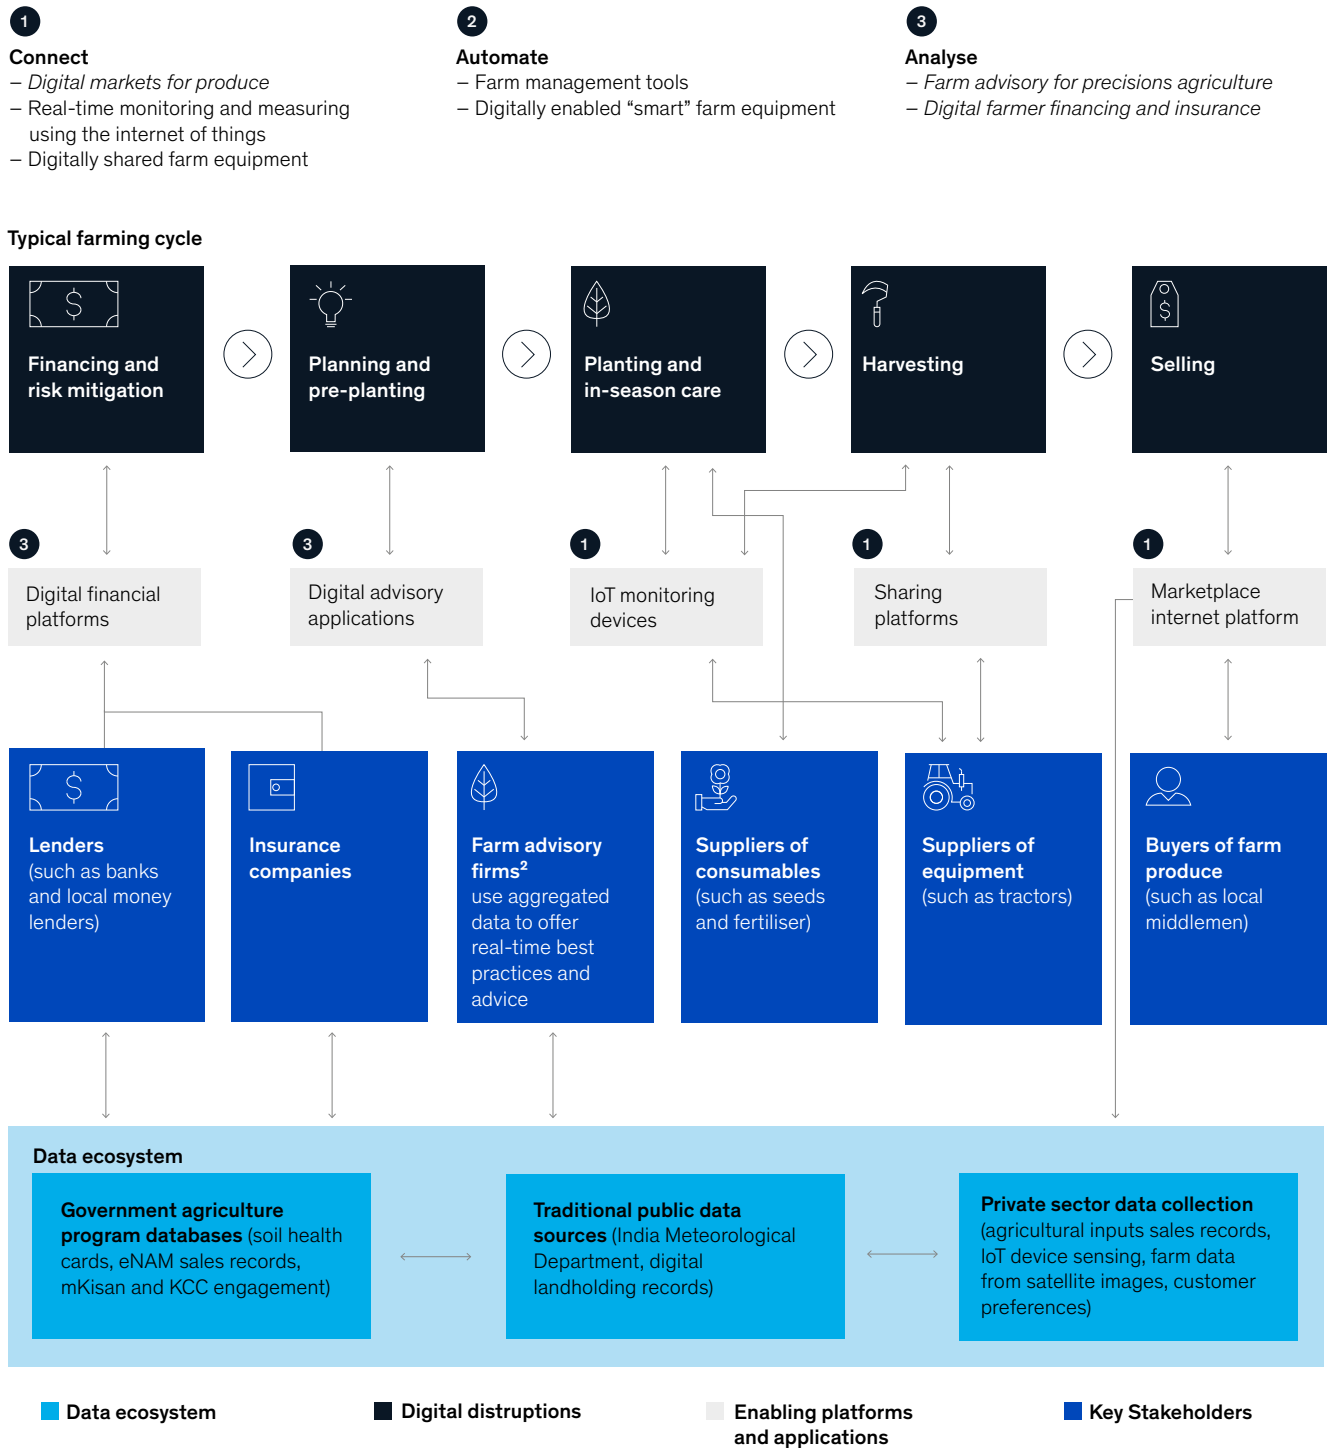 1
Connect
– Digital markets for produce
– Real-time monitoring and measuring
using the internet of things
– Digitally shared farm equipment
2
Automate
– Farm management tools
– Digitally enabled “smart” farm equipment
3
Analyse
– Farm advisory for precisions agriculture
– Digital farmer financing and insurance
Typical farming cycle
$
Financing and
risk mitigation
Planning and
pre-planting
Planting and
in-season care
Harvesting
$
Selling
3
Digital financial
platforms
3
Digital advisory
applications
1
IoT monitoring
devices
1
Sharing
platforms
1
Marketplace
internet platform
$
Lenders
(such as banks
and local money
lenders)
Insurance
companies
Farm advisory
firms²
use aggregated
data to offer
real-time best
practices and
advice
Suppliers of
consumables
(such as seeds
and fertiliser)
Suppliers of
equipment
(such as tractors)
Buyers of farm
produce
(such as local
middlemen)
Data ecosystem
Government agriculture
program databases (soil health
cards, eNAM sales records,
mKisan and KCC engagement)
Traditional public data
sources (India Meteorological
Department, digital
landholding records)
Private sector data collection
(agricultural inputs sales records,
IoT device sensing, farm data
from satellite images, customer
preferences)
Data ecosystem
Digital distruptions
Enabling platforms
and applications
Key Stakeholders